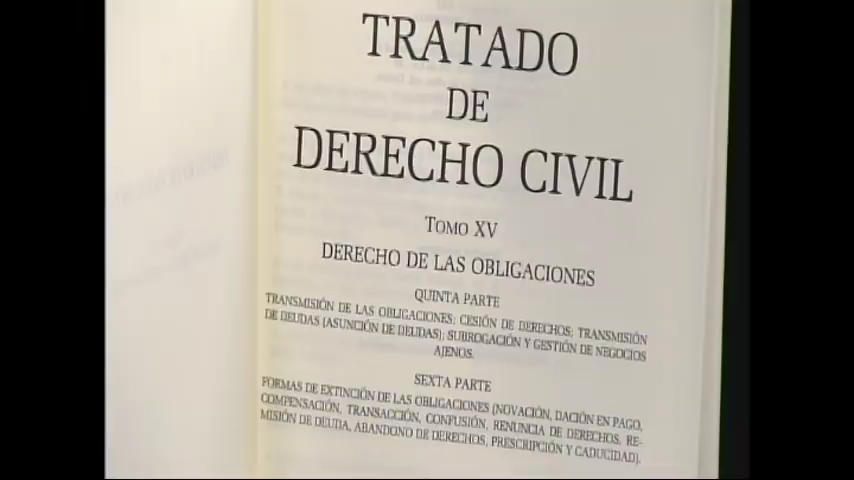 TRATADO
DE
DERECHO CIVIL
TOMO XV
DERECHO DE LAS OBLIGACIONES
QUINTA PARTE
TRANSMISIÓN DE LAS OBLIGACIONES; CESIÓN DE DERECHOS; TRANSMISIÓN
DE DEUDAS (ASUNCIÓN DE DEUDAS); SUBROGACIÓN Y GESTIÓN DE NEGOCIOS
AJENOS.
SEXTA PARTE
FORMAS DE EXTINCIÓN DE LAS OBLIGACIONES (NOVACIÓN, DACIÓN EN PAGO,
COMPENSACIÓN, TRANSACCIÓN, CONFUSIÓN, RENUNCIA DE DERECHOS, RE-
MISIÓN DE DEUDA, ABANDONO DE DERECHOS, PRESCRIPCIÓN Y CADUCIDAD).